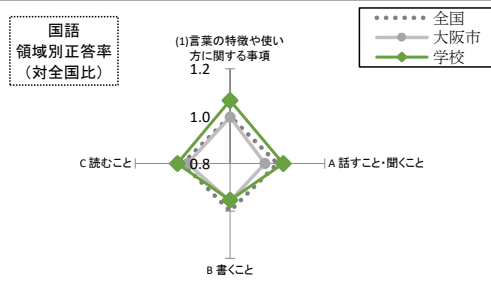 国語
領域別正答率
（対全国比）
全国
大阪市
学校
(1)言葉の特徴や使い
方に関する事項
1.2
1.0
0.8
C 読むこと
A 話すこと・聞くこと
B 書くこと